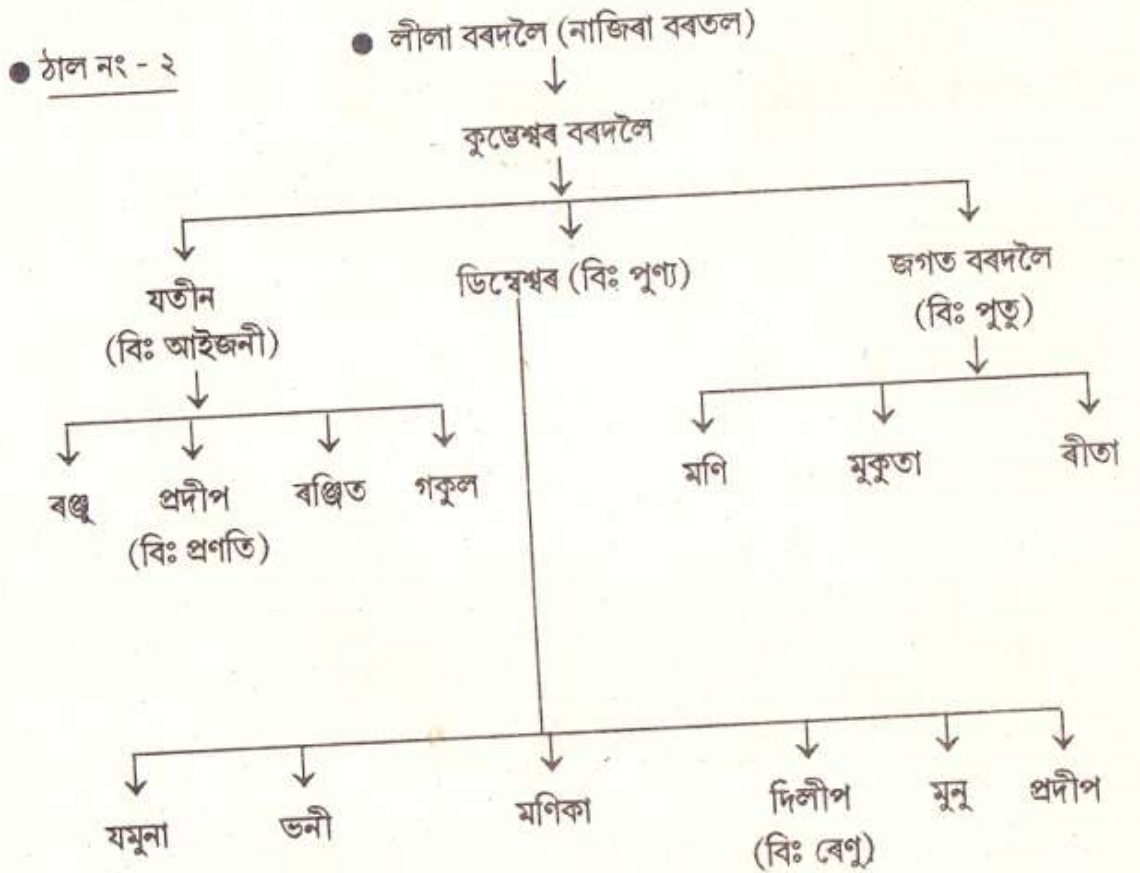 ● লীলা বৰদলৈ (নাজিৰা বৰতল)
● ঠাল নং - ২
কুম্ভেশ্বৰ বৰদলৈ
যতীন
(বিঃ আইজনী)
ডিম্বেশ্বৰ (বিঃ পুণ্য)
জগত বৰদলৈ
(বিঃ পুতু)
ৰঞ্জু প্ৰদীপ ৰঞ্জিত গকুল
(বিঃ প্ৰণতি)
মণি মুকুতা ৰীতা
যমুনা ভনী মণিকা দিলীপ মুনু প্ৰদীপ
(বিঃ ৰেণু)